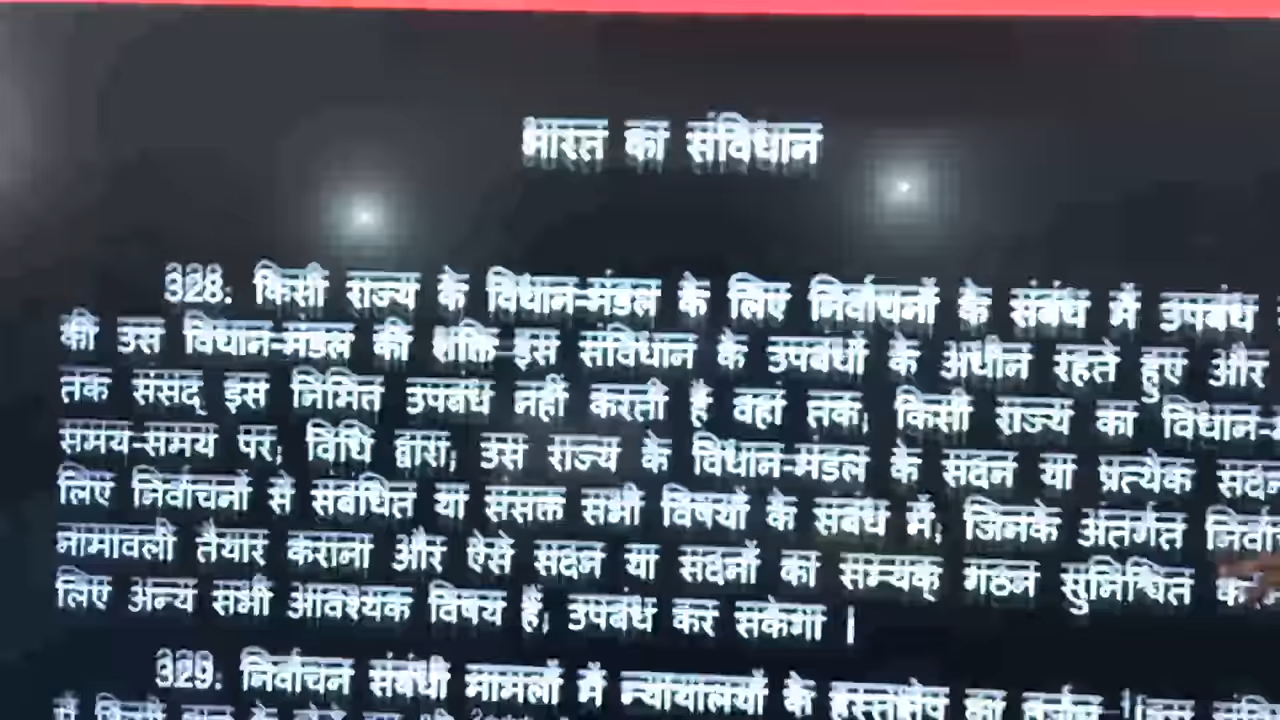 भारत का संविधान
328. किसी राज्य के विधान-मंडल के लिए निर्वाचनों के संबंध में उपबंध
की उस विधान-मंडल की शक्ति—इस संविधान के उपबंधों के अधीन रहते हुए और
तक संसद् इस निमित उपबंध नहीं करती है वहां तक, किसी राज्य का विधान-
समय-समय पर, विधि द्वारा, उस राज्य के विधान-मंडल के सदन या प्रत्येक सदन
लिए निर्वाचनों से संबंधित या संसक्त सभी विषयों के संबंध में, जिनके अंतर्गत
नामावली तैयार कराना और ऐसे सदन या सदनों का सम्यक् गठन सुनिश्चित
लिए अन्य सभी आवश्यक विषय हैं, उपबंध कर सकेगा ।
329. निर्वाचन संबंधी मामलों में न्यायालयों के हस्तक्षेप का वर्जन